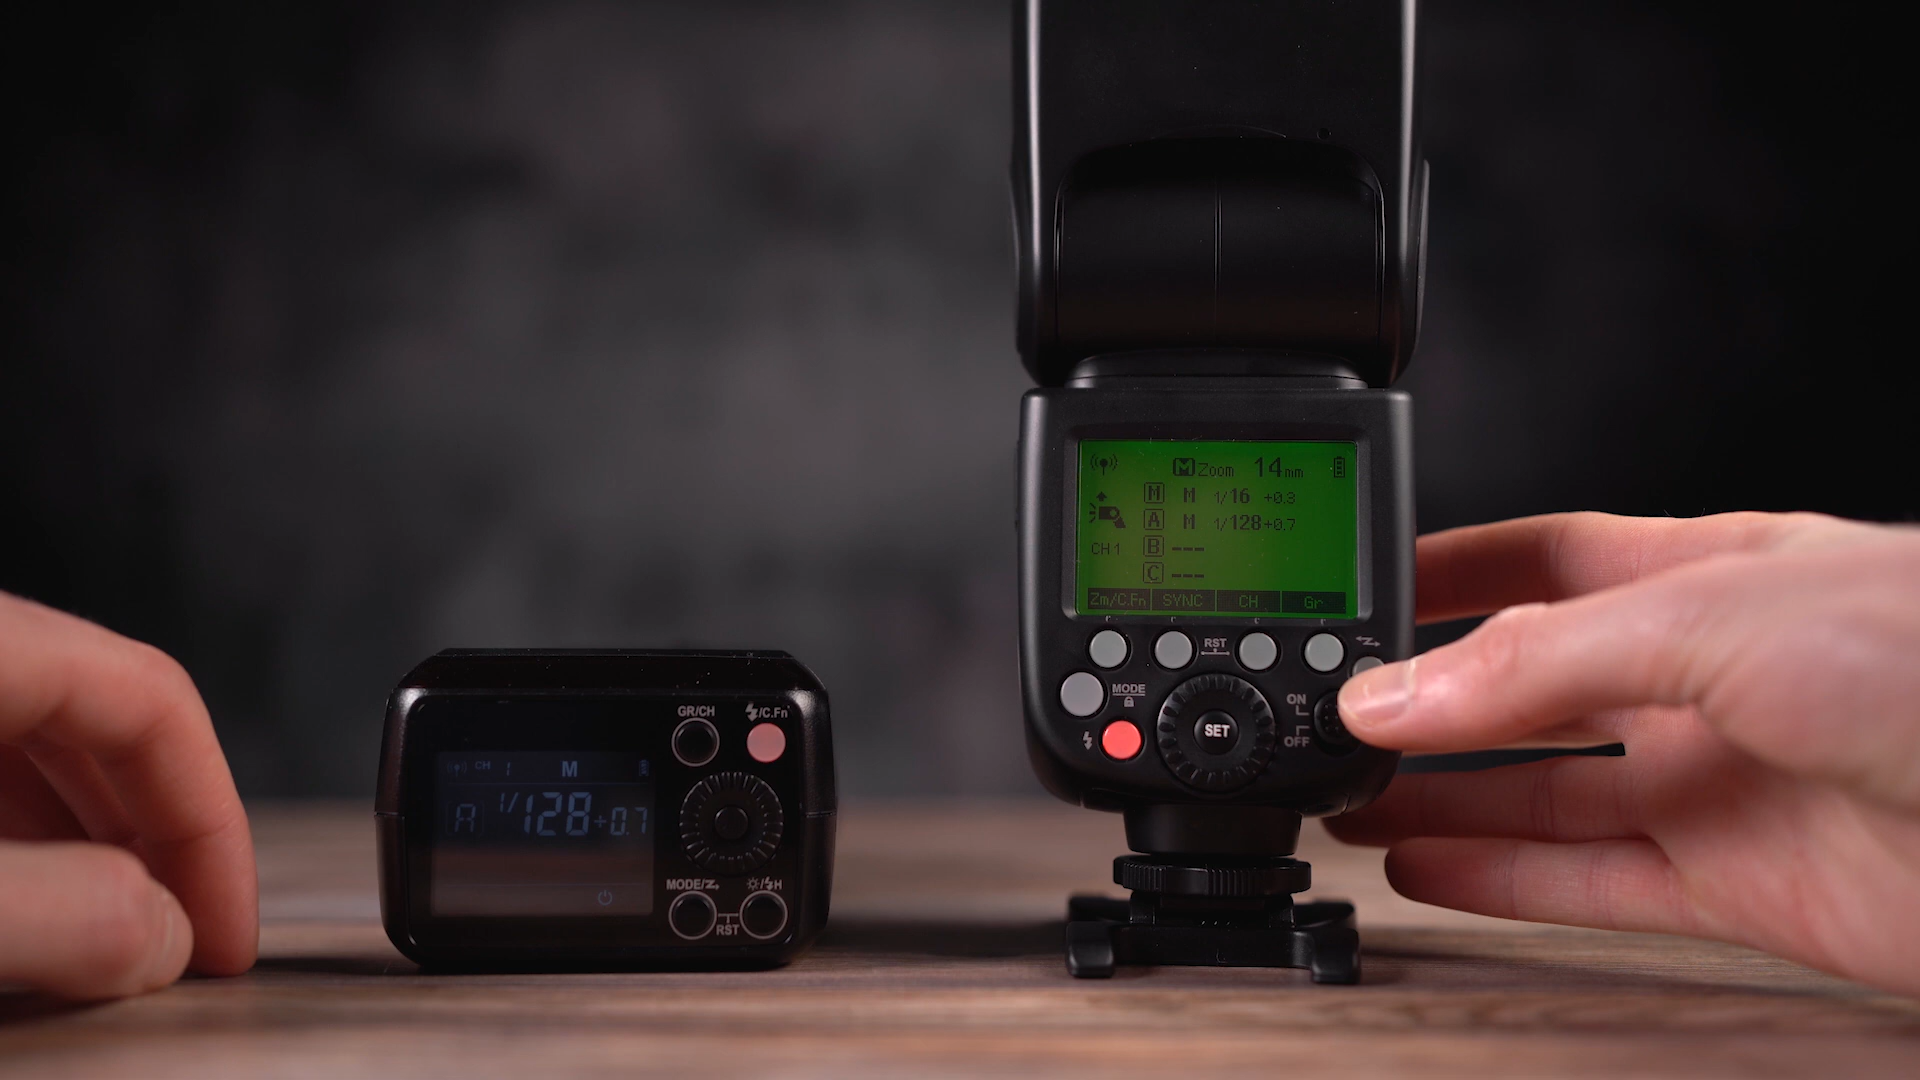 M Zoom 14mm
M M 1/16 +0.3
A M 1/128+0.7
CH 1 B ---
C ---
Zm/C.Fn SYNC CH Gr
RST
MODE
SET
ON
OFF
GR/CH
/C.Fn
CH 1 M
A 1/128+0.7
MODE/
/ H
RST